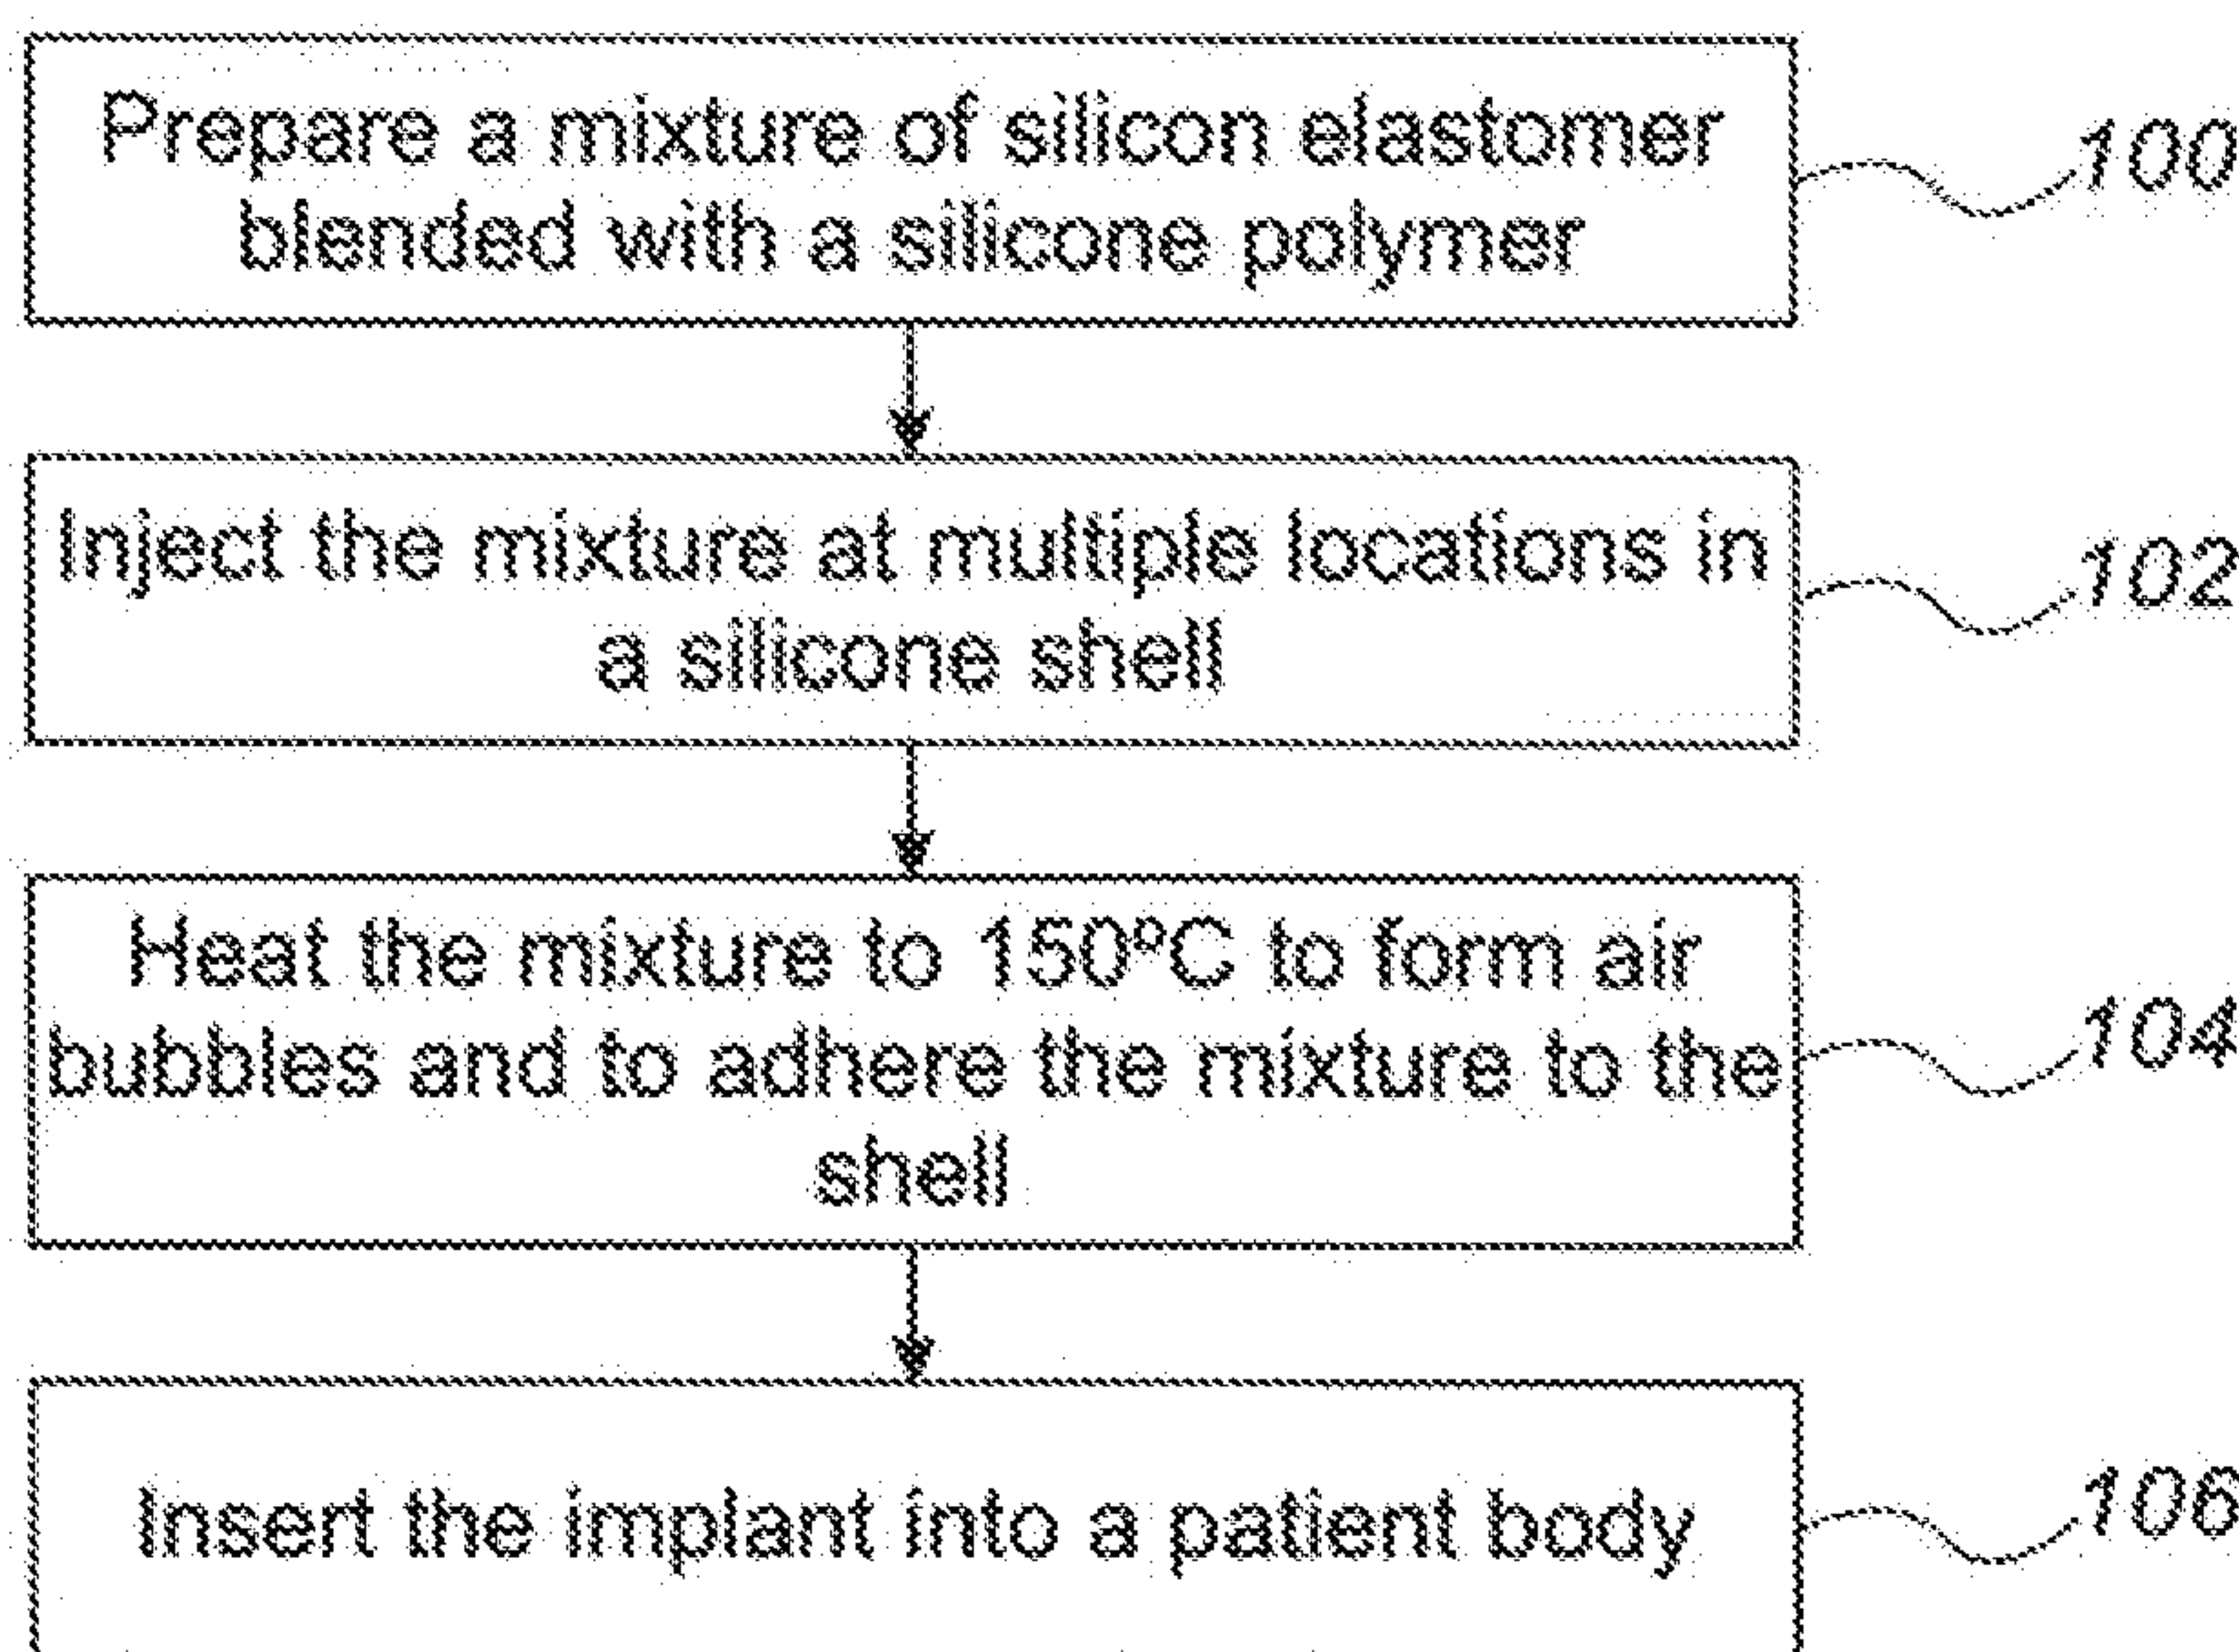 Prepare a mixture of silicon elastomer
blended with a silicone polymer
100
Inject the mixture at multiple locations in
a silicone shell
102
Heat the mixture to 150ºC to form air
bubbles and to adhere the mixture to the
shell
104
Insert the implant into a patient body
106